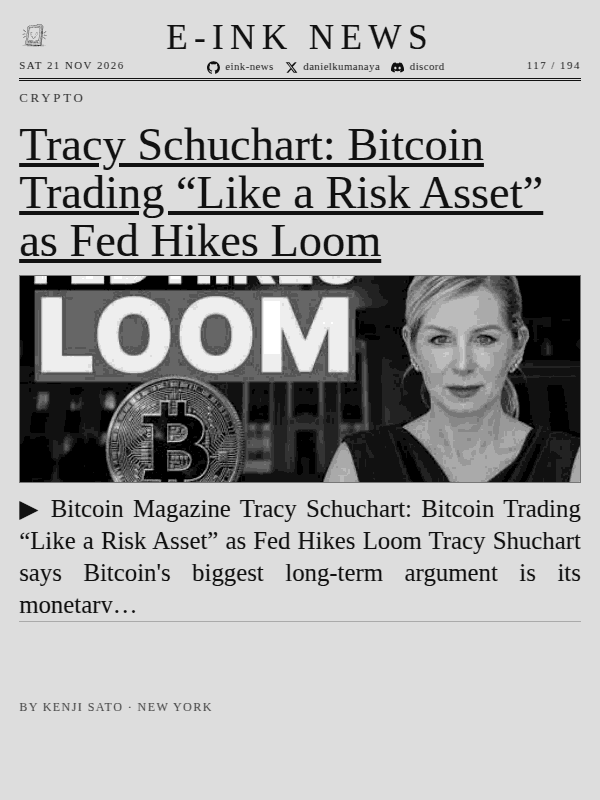 E-INK NEWS
SAT 21 NOV 2026
eink-news
danielkumanaya
discord
117 / 194
CRYPTO
Tracy Schuchart: Bitcoin
Trading “Like a Risk Asset”
as Fed Hikes Loom
FED HIKES
LOOM
B
▶ Bitcoin Magazine Tracy Schuchart: Bitcoin Trading
“Like a Risk Asset” as Fed Hikes Loom Tracy Shuchart
says Bitcoin's biggest long-term argument is its
monetary…
BY KENJI SATO · NEW YORK